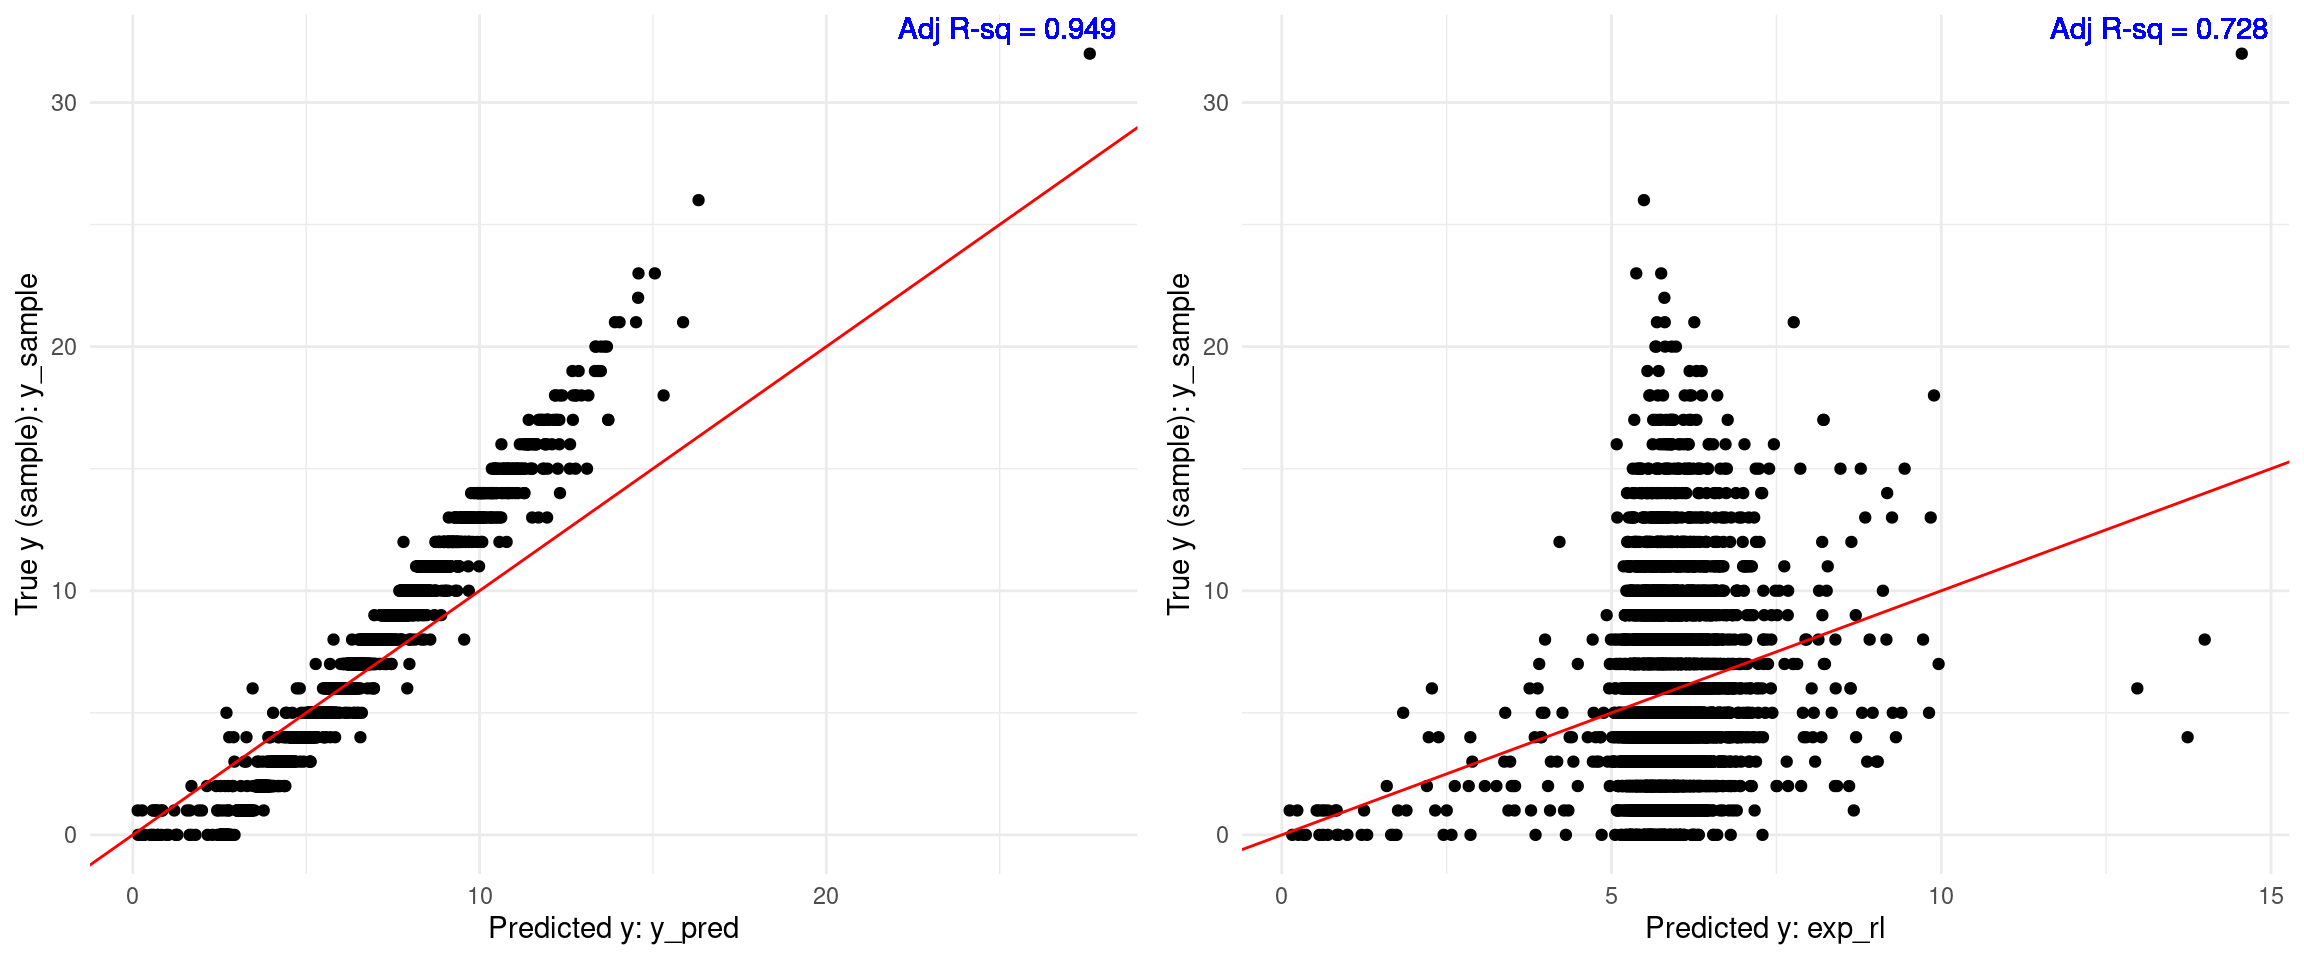 Adj R-sq = 0.949
30
20
10
0
True y (sample): y_sample
0
10
20
Predicted y: y_pred
Adj R-sq = 0.728
30
20
10
0
True y (sample): y_sample
0
5
10
15
Predicted y: exp_rl